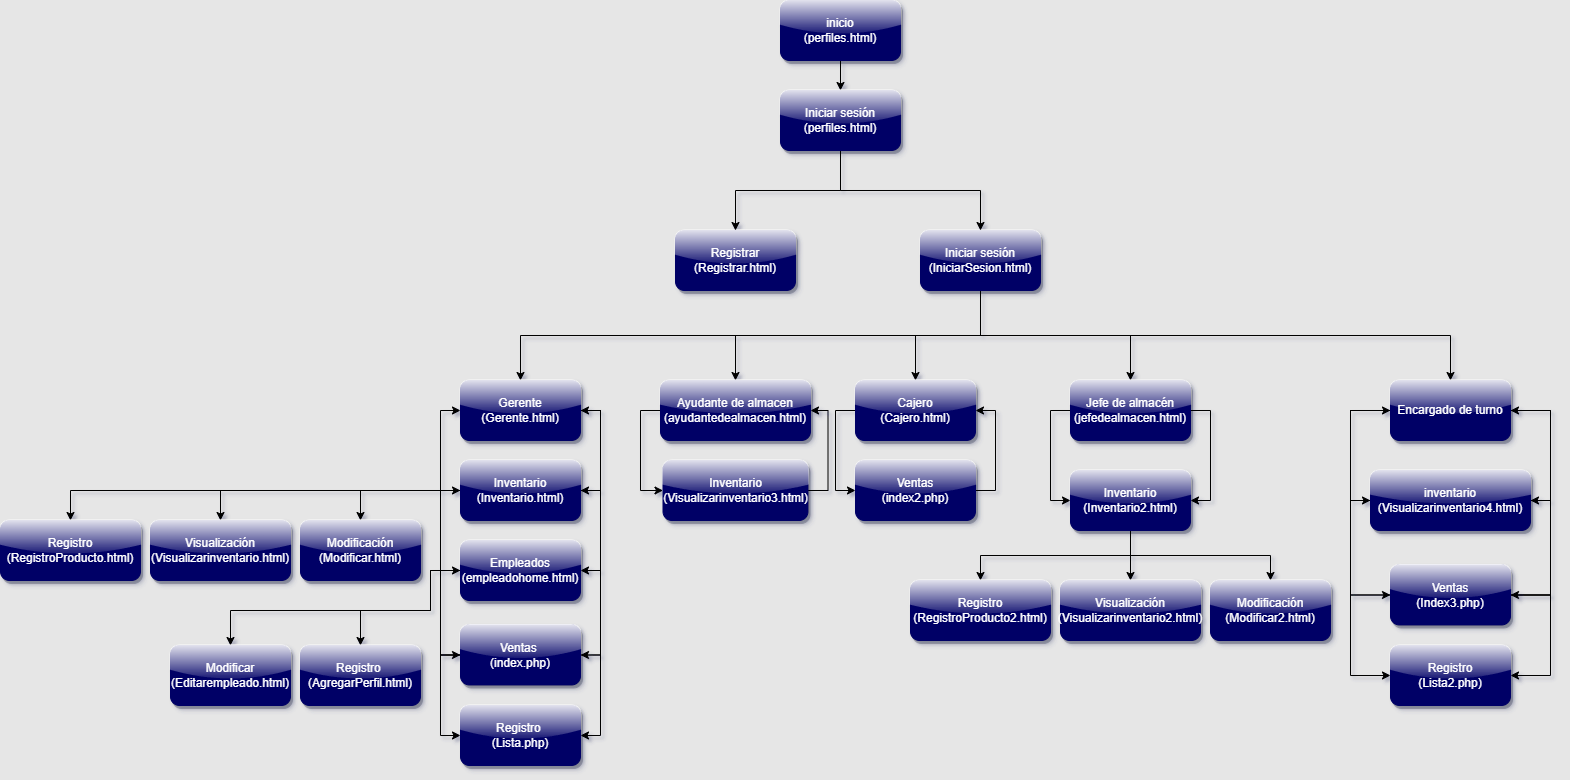 inicio
(perfiles.html)
Iniciar sesión
(perfiles.html)
Registrar
(Registrar.html)
Iniciar sesión
(IniciarSesion.html)
Gerente
(Gerente.html)
Ayudante de almacen
(ayudantedealmacen.html)
Cajero
(Cajero.html)
Jefe de almacén
(jefedealmacen.html)
Encargado de turno
Inventario
(Inventario.html)
Inventario
(Visualizarinventario3.html)
Ventas
(index2.php)
Inventario
(Inventario2.html)
inventario
(Visualizarinventario4.html)
Registro
(RegistroProducto.html)
Visualización
(Visualizarinventario.html)
Modificación
(Modificar.html)
Empleados
(empleadohome.html)
Registro
(RegistroProducto2.html)
Visualización
(Visualizarinventario2.html)
Modificación
(Modificar2.html)
Ventas
(Index3.php)
Modificar
(Editarempleado.html)
Registro
(AgregarPerfil.html)
Ventas
(index.php)
Registro
(Lista2.php)
Registro
(Lista.php)